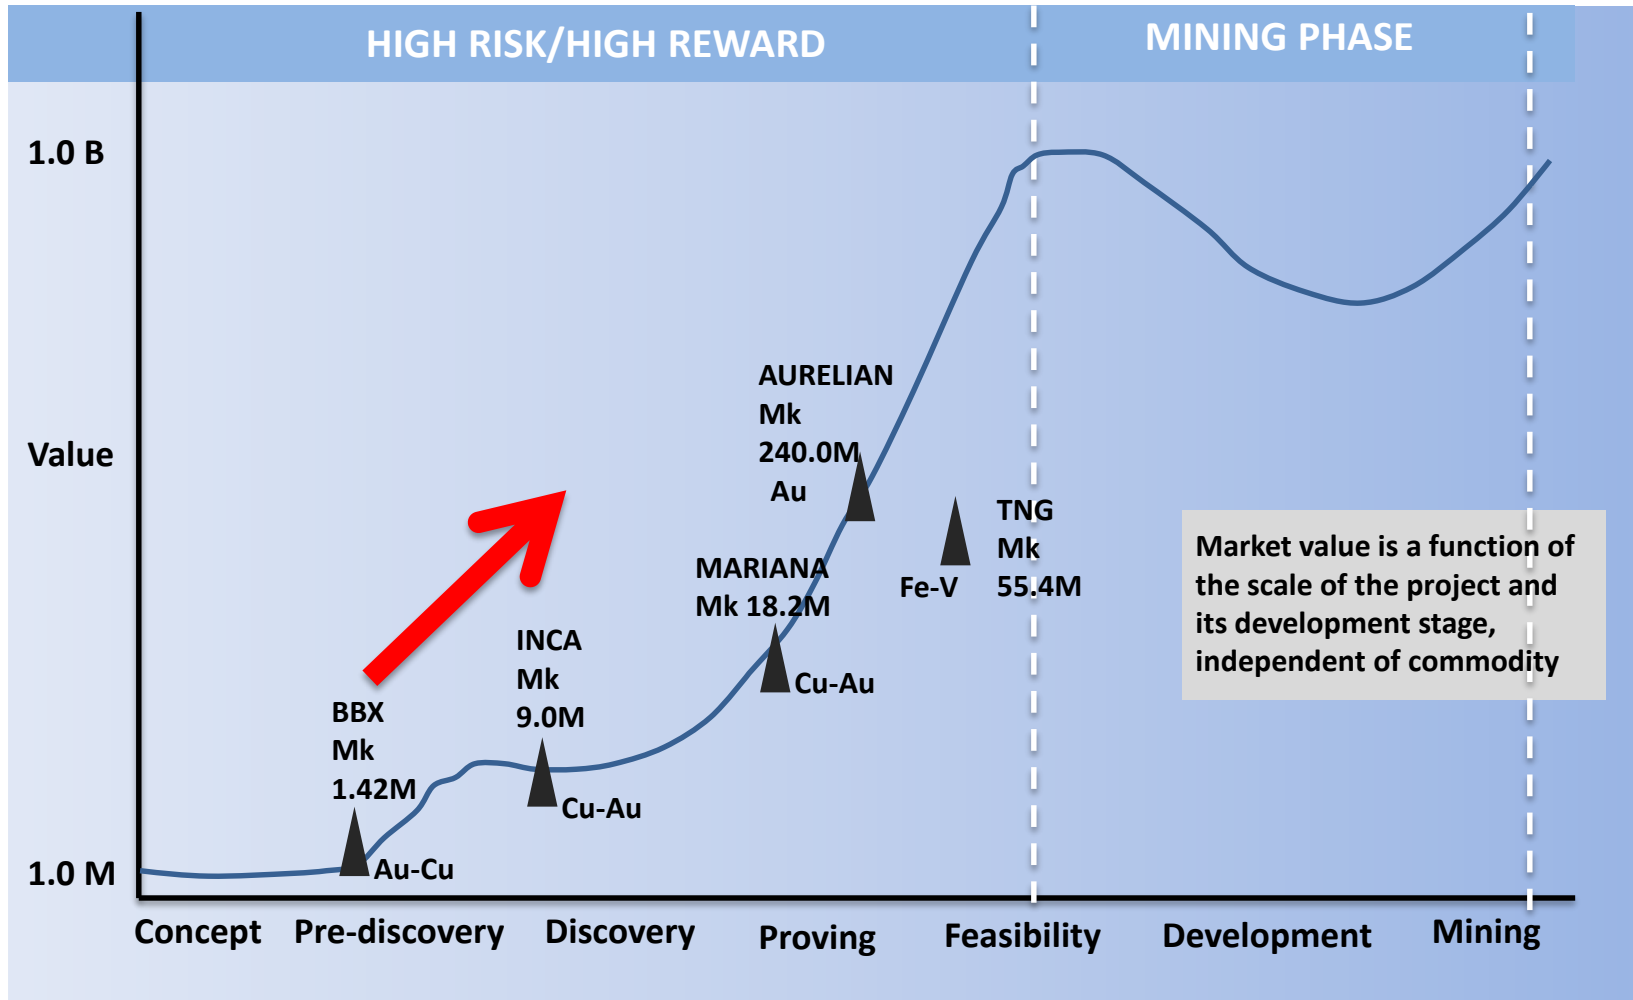 HIGH RISK/HIGH REWARD
MINING PHASE
1.0 B
Value
1.0 M
AURELIAN
Mk
240.0M
Au
TNG
Mk
55.4M
Fe-V
MARIANA
Mk 18.2M
Cu-Au
INCA
Mk
9.0M
Cu-Au
BBX
Mk
1.42M
Au-Cu
Market value is a function of
the scale of the project and
its development stage,
independent of commodity
Concept
Pre-discovery
Discovery
Proving
Feasibility
Development
Mining